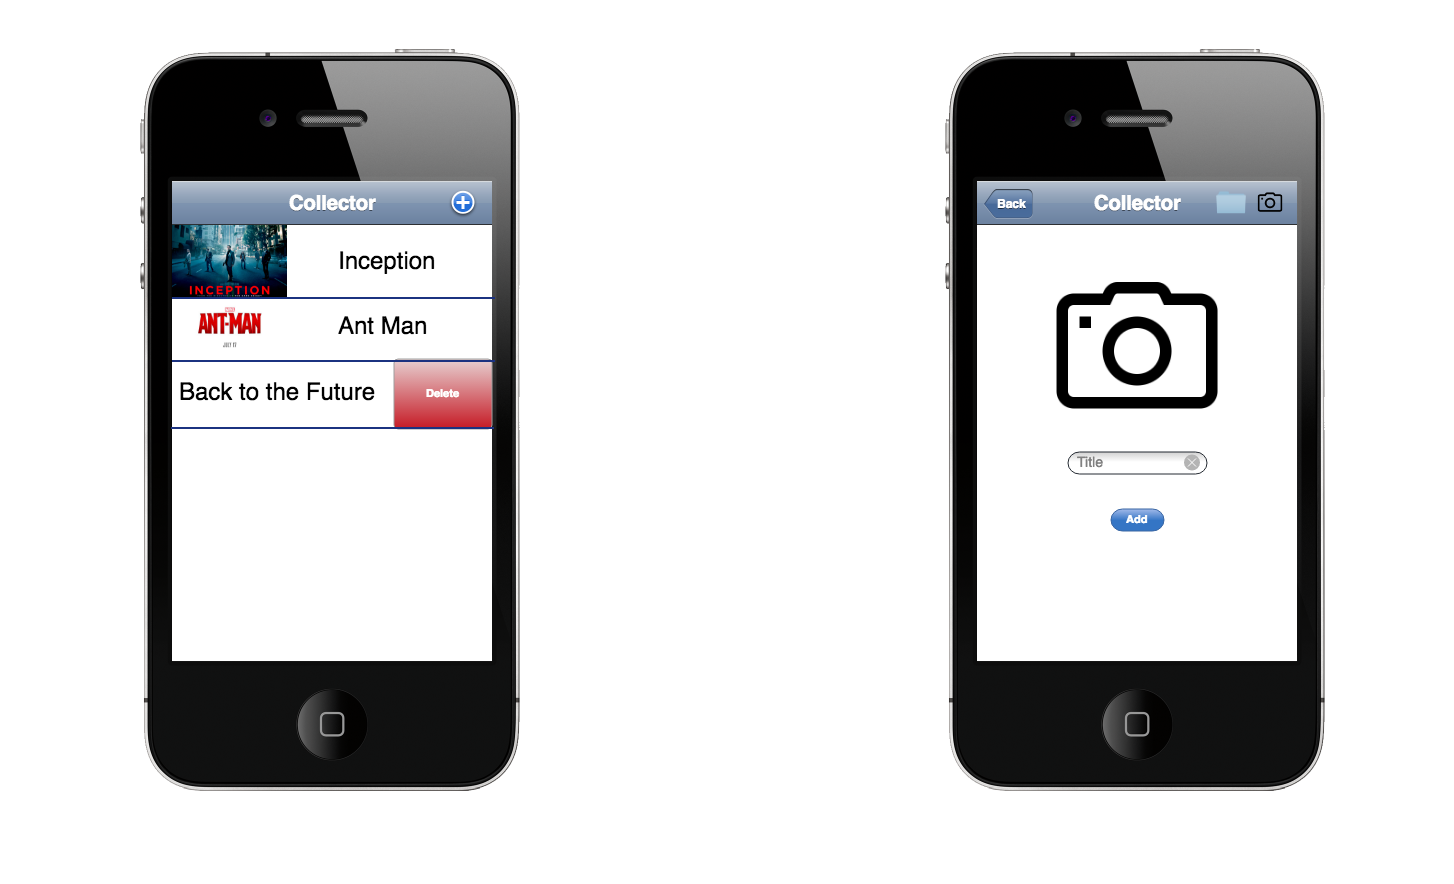 Collector
INCEPTION
Inception
ANT-MAN
Ant Man
Back to the Future
Delete
Back
Collector
Title
Add